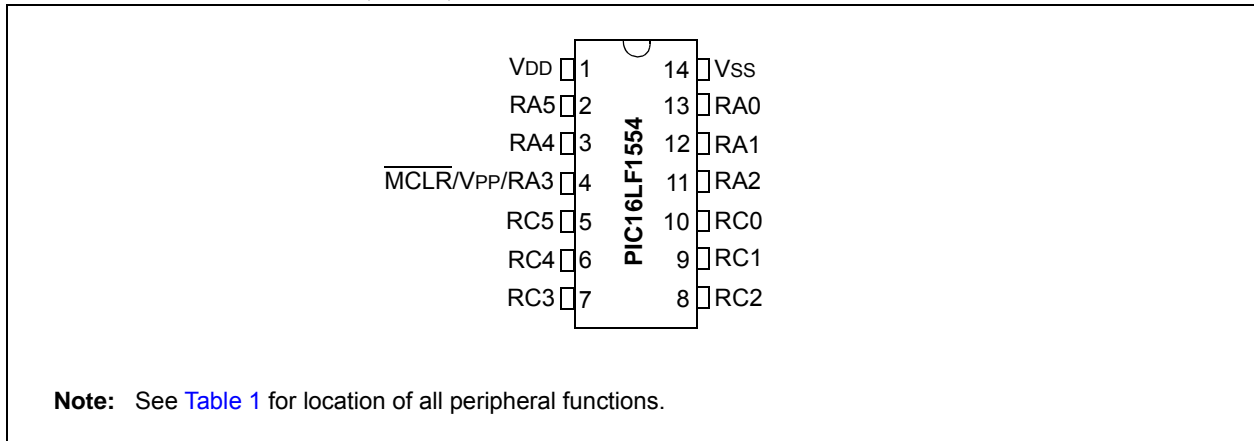 VDD 1 14 VSS
RA5 2 13 RA0
RA4 3 12 RA1
MCLR/VPP/RA3 4 11 RA2
RC5 5 10 RC0
RC4 6 9 RC1
RC3 7 8 RC2
PIC16LF1554
Note: See Table 1 for location of all peripheral functions.